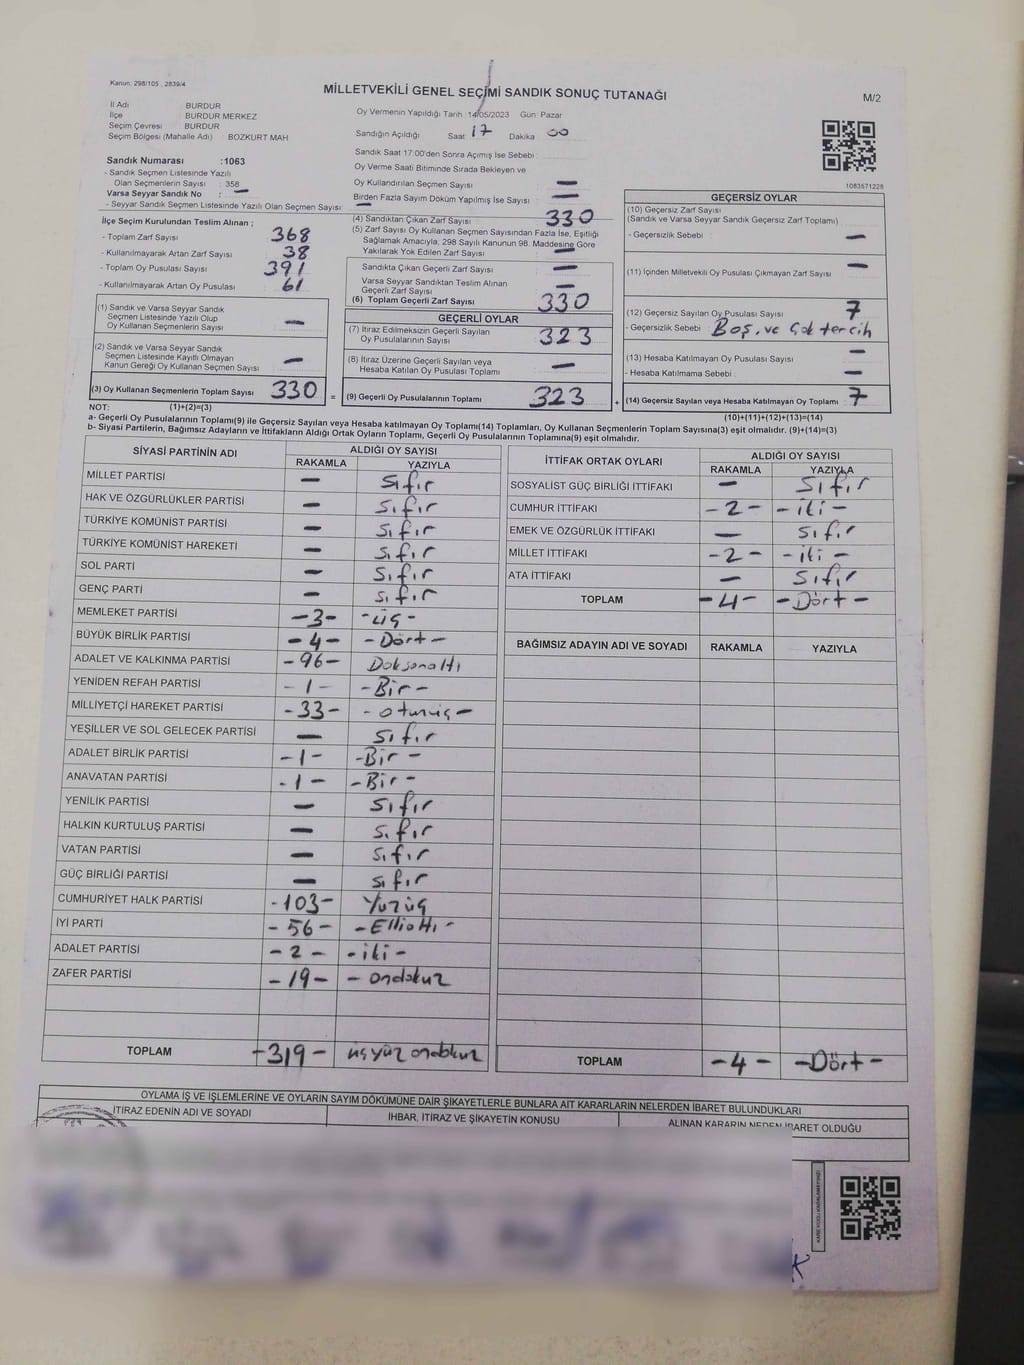 Kanun: 298/105 , 2839/4
MİLLETVEKİLİ GENEL SEÇİMİ SANDIK SONUÇ TUTANAĞI
M/2
İl Adı BURDUR
İlçe BURDUR MERKEZ
Seçim Çevresi BURDUR
Seçim Bölgesi (Mahalle Adı) BOZKURT MAH
Oy Vermenin Yapıldığı Tarih 14/05/2023 Gün: Pazar
Sandığın Açıldığı Saat 17 Dakika 00
Sandık Saat 17:00'den Sonra Açımış İse Sebebi :
Oy Verme Saati Bitiminde Sırada Bekleyen ve
Oy Kullandırılan Seçmen Sayısı —
Birden Fazla Sayım Döküm Yapılmış İse Sayısı —
Sandık Numarası :1063
- Sandık Seçmen Listesinde Yazılı
Olan Seçmenlerin Sayısı : 358
Varsa Seyyar Sandık No : —
- Seyyar Sandık Seçmen Listesinde Yazılı Olan Seçmen Sayısı: —
İlçe Seçim Kurulundan Teslim Alınan ;
- Toplam Zarf Sayısı 368
- Kullanılmayarak Artan Zarf Sayısı 38
- Toplam Oy Pusulası Sayısı 391
- Kullanılmayarak Artan Oy Pusulası 61
(1) Sandık ve Varsa Seyyar Sandık
Seçmen Listesinde Yazılı Olup
Oy Kullanan Seçmenlerin Sayısı —
(2) Sandık ve Varsa Seyyar Sandık
Seçmen Listesinde Kayıtlı Olmayan
Kanun Gereği Oy Kullanan Seçmen Sayısı —
(3) Oy Kullanan Seçmenlerin Toplam Sayısı 330 =
(4) Sandıktan Çıkan Zarf Sayısı 330
(5) Zarf Sayısı Oy Kullanan Seçmen Sayısından Fazla İse, Eşitliği
Sağlamak Amacıyla, 298 Sayılı Kanunun 98. Maddesine Göre
Yakılarak Yok Edilen Zarf Sayısı —
Sandıkta Çıkan Geçerli Zarf Sayısı —
Varsa Seyyar Sandıktan Teslim Alınan
Geçerli Zarf Sayısı —
(6) Toplam Geçerli Zarf Sayısı 330
GEÇERLİ OYLAR
(7) İtiraz Edilmeksizin Geçerli Sayılan
Oy Pusulalarının Sayısı 323
(8) İtiraz Üzerine Geçerli Sayılan veya
Hesaba Katılan Oy Pusulası Toplamı —
(9) Geçerli Oy Pusulalarının Toplamı 323 +
1083571228
GEÇERSİZ OYLAR
(10) Geçersiz Zarf Sayısı
(Sandık ve Varsa Seyyar Sandık Geçersiz Zarf Toplamı)
- Geçersizlik Sebebi : —
(11) İçinden Milletvekili Oy Pusulası Çıkmayan Zarf Sayısı —
(12) Geçersiz Sayılan Oy Pusulası Sayısı 7
- Geçersizlik Sebebi : Boş, ve Çok tercih
(13) Hesaba Katılmayan Oy Pusulası Sayısı —
- Hesaba Katılmama Sebebi : —
(14) Geçersiz Sayılan veya Hesaba Katılmayan Oy Toplamı : 7
NOT: (1)+(2)=(3)
(10)+(11)+(12)+(13)=(14)
a- Geçerli Oy Pusulalarının Toplamı(9) ile Geçersiz Sayılan veya Hesaba katılmayan Oy Toplamı(14) Toplamları, Oy Kullanan Seçmenlerin Toplam Sayısına(3) eşit olmalıdır. (9)+(14)=(3)
b- Siyasi Partilerin, Bağımsız Adayların ve İttifakların Aldığı Ortak Oyların Toplamı, Geçerli Oy Pusulalarının Toplamına(9) eşit olmalıdır.
SİYASİ PARTİNİN ADI
ALDIĞI OY SAYISI
RAKAMLA YAZIYLA
MİLLET PARTİSİ — Sıfır
HAK VE ÖZGÜRLÜKLER PARTİSİ — Sıfır
TÜRKİYE KOMÜNİST PARTİSİ — Sıfır
TÜRKİYE KOMÜNİST HAREKETİ — Sıfır
SOL PARTİ — Sıfır
GENÇ PARTİ — Sıfır
MEMLEKET PARTİSİ -3- -üç-
BÜYÜK BİRLİK PARTİSİ -4- -Dört-
ADALET VE KALKINMA PARTİSİ -96- Doksanaltı
YENİDEN REFAH PARTİSİ -1- -Bir-
MİLLİYETÇİ HAREKET PARTİSİ -33- -otuzüç-
YEŞİLLER VE SOL GELECEK PARTİSİ — Sıfır
ADALET BİRLİK PARTİSİ -1- -Bir-
ANAVATAN PARTİSİ -1- -Bir-
YENİLİK PARTİSİ — Sıfır
HALKIN KURTULUŞ PARTİSİ — Sıfır
VATAN PARTİSİ — Sıfır
GÜÇ BİRLİĞİ PARTİSİ — Sıfır
CUMHURİYET HALK PARTİSİ -103- Yüzüç
İYİ PARTİ -56- -Ellialtı-
ADALET PARTİSİ -2- -iki-
ZAFER PARTİSİ -19- -ondokuz
TOPLAM -319- üçyüz ondokuz
İTTİFAK ORTAK OYLARI
ALDIĞI OY SAYISI
RAKAMLA YAZIYLA
SOSYALİST GÜÇ BİRLİĞİ İTTİFAKI — Sıfır
CUMHUR İTTİFAKI -2- -iki-
EMEK VE ÖZGÜRLÜK İTTİFAKI — Sıfır
MİLLET İTTİFAKI -2- -iki-
ATA İTTİFAKI — Sıfır
TOPLAM -4- -Dört-
BAĞIMSIZ ADAYIN ADI VE SOYADI RAKAMLA YAZIYLA
TOPLAM -4- -Dört-
OYLAMA İŞ VE İŞLEMLERİNE VE OYLARIN SAYIM DÖKÜMÜNE DAİR ŞİKAYETLERLE BUNLARA AİT KARARLARIN NELERDEN İBARET BULUNDUKLARI
İTİRAZ EDENİN ADI VE SOYADI
İHBAR, İTİRAZ VE ŞİKAYETİN KONUSU
ALINAN KARARIN NEDEN İBARET OLDUĞU